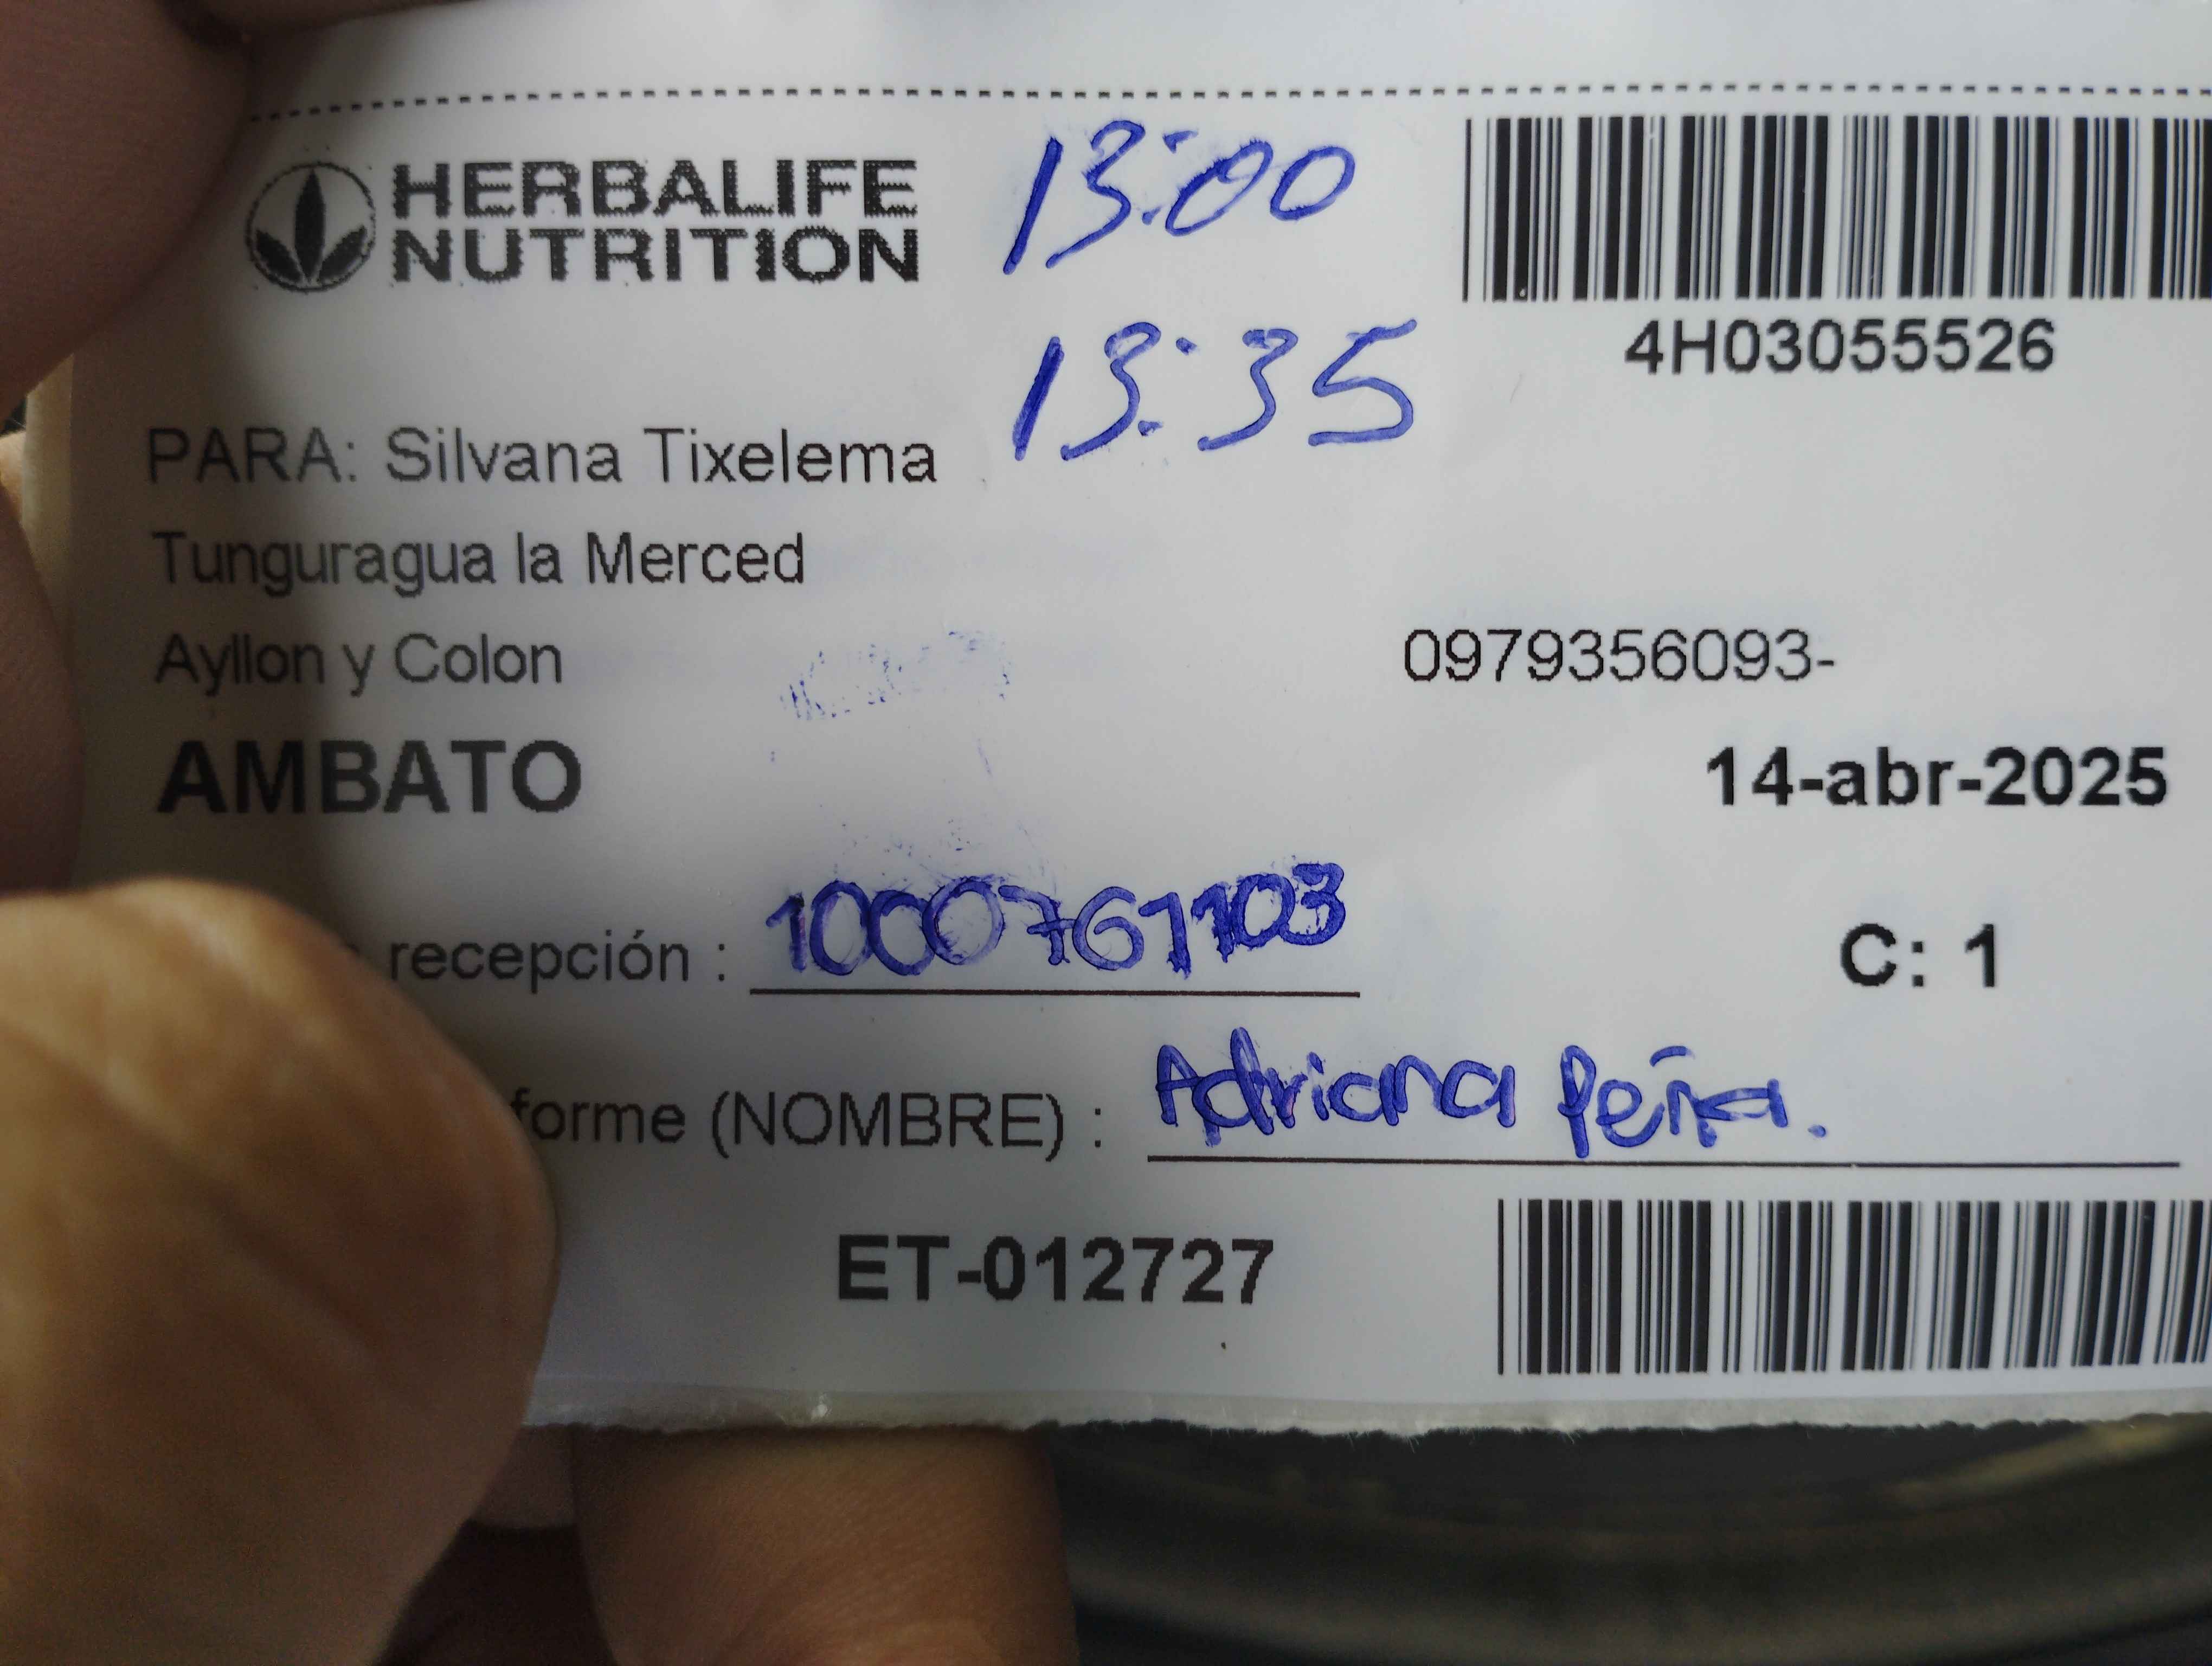 HERBALIFE
NUTRITION
13:00
13:35
4H03055526
PARA: Silvana Tixelema
Tunguragua la Merced
Ayllon y Colon
0979356093-
AMBATO
14-abr-2025
recepción : 1000761103
C: 1
forme (NOMBRE) : Adriana Peña.
ET-012727